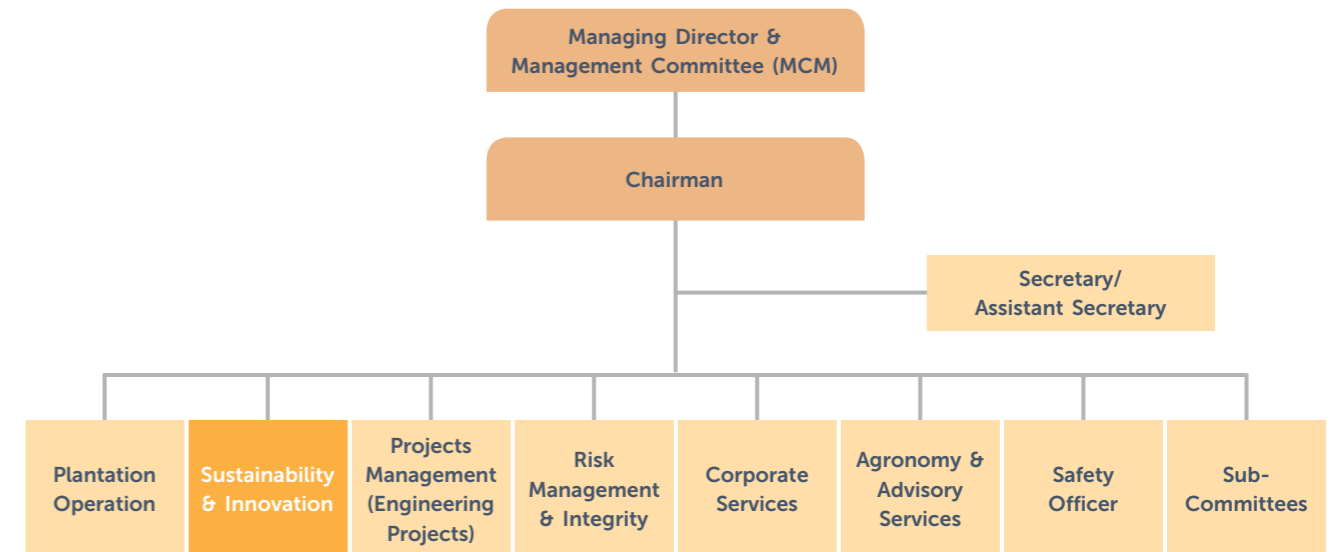 Managing Director &
Management Committee (MCM)
Chairman
Secretary/
Assistant Secretary
Plantation
Operation
Sustainability
& Innovation
Projects
Management
(Engineering
Projects)
Risk
Management
& Integrity
Corporate
Services
Agronomy &
Advisory
Services
Safety
Officer
Sub-
Committees